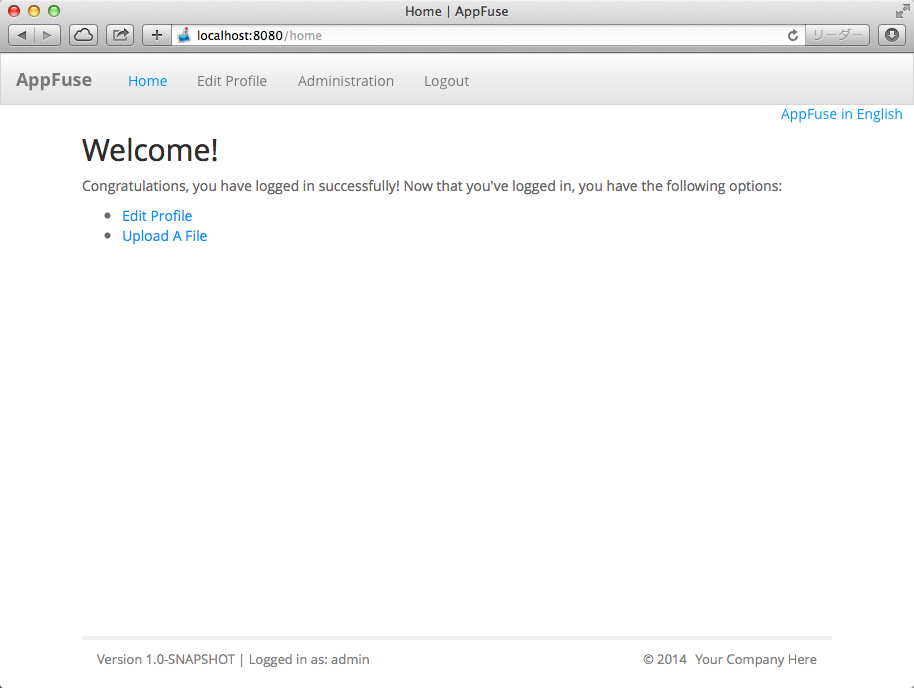 Home | AppFuse
localhost:8080/home
リーダー
AppFuse Home Edit Profile Administration Logout
AppFuse in English
Welcome!
Congratulations, you have logged in successfully! Now that you've logged in, you have the following options:
Edit Profile
Upload A File
Version 1.0-SNAPSHOT | Logged in as: admin
© 2014 Your Company Here